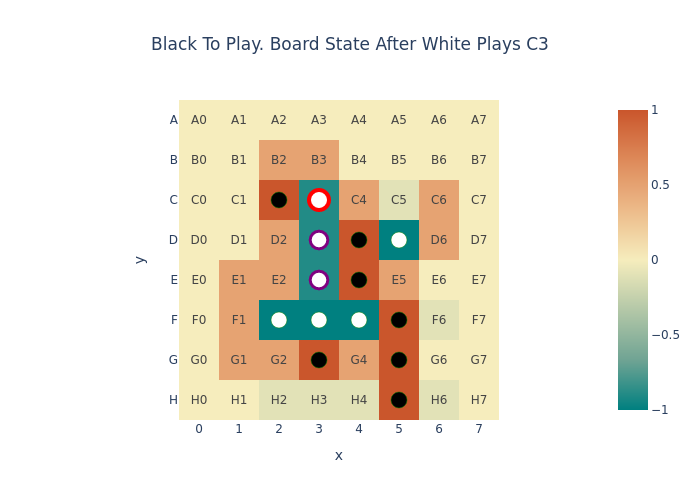 Black To Play. Board State After White Plays C3
A A0 A1 A2 A3 A4 A5 A6 A7
B B0 B1 B2 B3 B4 B5 B6 B7
C C0 C1 C4 C5 C6 C7
D D0 D1 D2 D6 D7
E E0 E1 E2 E5 E6 E7
F F0 F1 F6 F7
G G0 G1 G2 G4 G6 G7
H H0 H1 H2 H3 H4 H6 H7
0 1 2 3 4 5 6 7
x
y
1
0.5
0
−0.5
−1